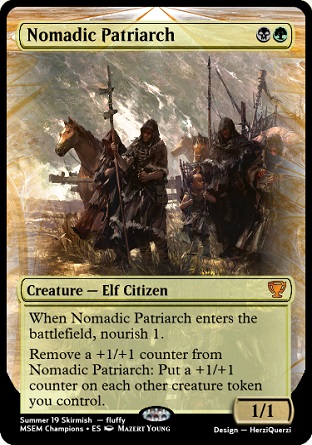 Nomadic Patriarch
Creature — Elf Citizen
When Nomadic Patriarch enters the
battlefield, nourish 1.
Remove a +1/+1 counter from
Nomadic Patriarch: Put a +1/+1
counter on each other creature token
you control.
1/1
Summer 19 Skirmish — fluffy
MSEM Champions • ES Mazert Young
Design — HerziQuerzi